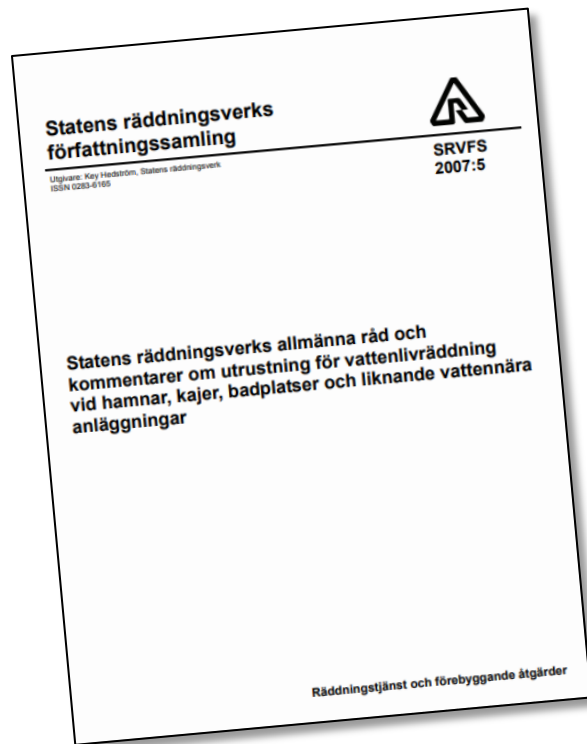 Statens räddningsverks
författningssamling
Utgivare: Key Hedström, Statens räddningsverk
ISSN 0283-6165
SRVFS
2007:5
Statens räddningsverks allmänna råd och
kommentarer om utrustning för vattenlivräddning
vid hamnar, kajer, badplatser och liknande vattennära
anläggningar
Räddningstjänst och förebyggande åtgärder